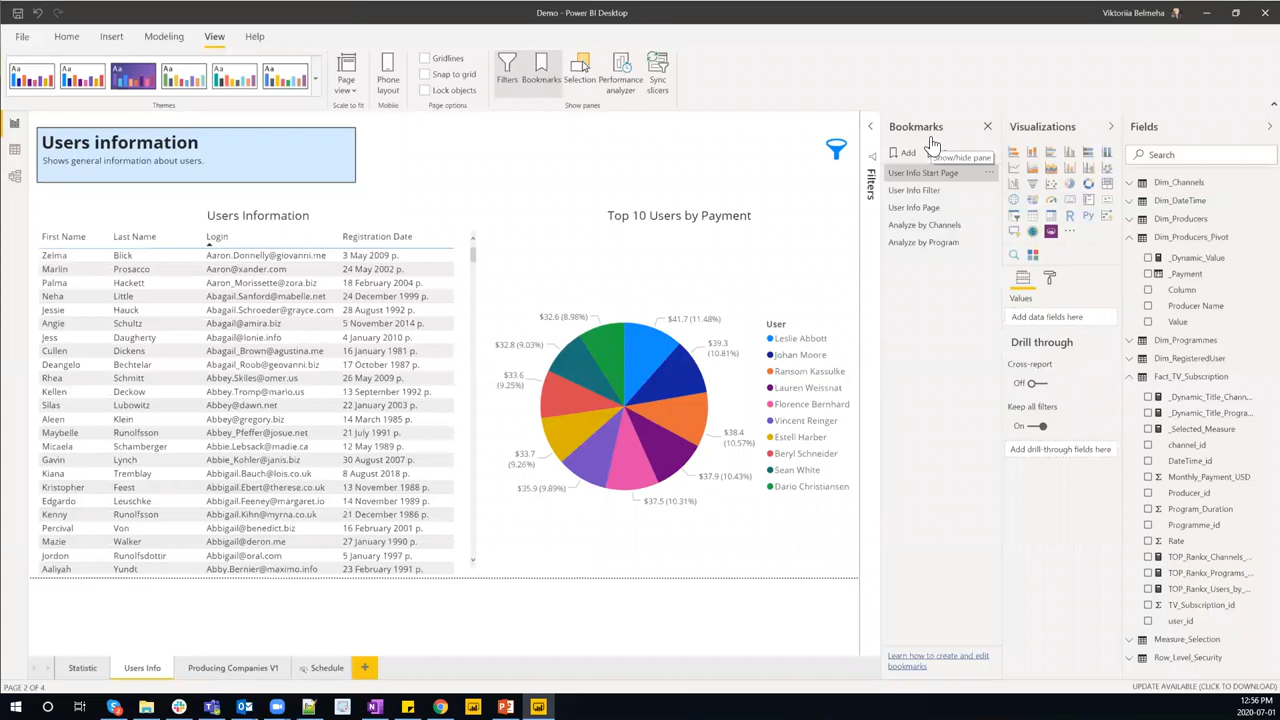 Demo - Power BI Desktop
Viktoriia Belmeha
File
Home
Insert
Modeling
View
Help
Aa
Aa
Aa
Aa
Aa
Aa
Themes
Page view
Scale to fit
Phone layout
Mobile
Gridlines
Snap to grid
Lock objects
Page options
Filters
Bookmarks
Selection
Performance analyzer
Sync slicers
Show panes
Users information
Shows general information about users.
Users Information
First Name Last Name Login Registration Date
Zelma Blick Aaron.Donnelly@giovanni.me 3 May 2009 р.
Marlin Prosacco Aaron@xander.com 24 May 2002 р.
Palma Hackett Aaron_Morissette@zora.biz 18 February 2004 р.
Neha Little Abagail.Sanford@mabelle.net 24 December 1999 р.
Jessie Hauck Abagail.Schroeder@grayce.com 28 August 1992 р.
Angie Schultz Abagail@amira.biz 5 November 2014 р.
Jess Daugherty Abagail@lonie.info 4 January 2010 р.
Cullen Dickens Abagail_Brown@agustina.me 16 January 1981 р.
Deangelo Bechtelar Abagail_Roob@geovanni.biz 17 October 1987 р.
Rhea Schmitt Abbey.Skiles@omer.us 26 May 2009 р.
Kellen Deckow Abbey.Tromp@mario.us 13 September 1992 р.
Silas Lubowitz Abbey@dawn.net 22 January 2003 р.
Aleen Klein Abbey@gregory.biz 14 March 1985 р.
Maybelle Runolfsson Abbey_Pfeffer@josue.net 21 July 1991 р.
Micaela Schamberger Abbie.Lebsack@madie.ca 12 May 1989 р.
Gavin Lynch Abbie_Kohler@janis.biz 30 August 2007 р.
Kiana Tremblay Abbigail.Bauch@lois.co.uk 8 August 2018 р.
Kristopher Feest Abbigail.Ebert@therese.co.uk 13 November 1988 р.
Edgardo Leuschke Abbigail.Feeney@margaret.io 14 November 1989 р.
Kenny Runolfsson Abbigail.Kihn@myrna.co.uk 21 December 1986 р.
Percival Von Abbigail@benedict.biz 16 February 2001 р.
Mazie Walker Abbigail@deron.me 27 January 1990 р.
Jordon Runolfsdottir Abbigail@oral.com 5 January 1997 р.
Aaliyah Yundt Abby.Bernier@maximo.info 23 February 1991 р.
Top 10 Users by Payment
$41.7 (11.48%)
$39.3 (10.81%)
$38.4 (10.57%)
$37.9 (10.43%)
$37.5 (10.31%)
$35.9 (9.89%)
$33.7 (9.26%)
$33.6 (9.25%)
$32.8 (9.03%)
$32.6 (8.98%)
User
Leslie Abbott
Johan Moore
Ransom Kassulke
Lauren Weissnat
Florence Bernhard
Vincent Reinger
Estell Harber
Beryl Schneider
Sean White
Dario Christiansen
Filters
Bookmarks
Add
Show/hide pane
User Info Start Page
User Info Filter
User Info Page
Analyze by Channels
Analyze by Program
Learn how to create and edit
bookmarks
Visualizations
R
Py
Values
Add data fields here
Drill through
Cross-report
Off
Keep all filters
On
Add drill-through fields here
Fields
Search
Dim_Channels
Dim_DateTime
Dim_Producers
Dim_Producers_Pivot
_Dynamic_Value
_Payment
Column
Producer Name
Value
Dim_Programmes
Dim_RegisteredUser
Fact_TV_Subscription
_Dynamic_Title_Chann...
_Dynamic_Title_Progra...
_Selected_Measure
channel_id
DateTime_id
Monthly_Payment_USD
Producer_id
Program_Duration
Programme_id
Rate
TOP_Rankx_Channels_...
TOP_Rankx_Programs_...
TOP_Rankx_Users_by_...
TV_Subscription_id
user_id
Measure_Selection
Row_Level_Security
Statistic
Users Info
Producing Companies V1
Schedule
PAGE 2 OF 4
UPDATE AVAILABLE (CLICK TO DOWNLOAD)
12:56 PM
2020-07-01